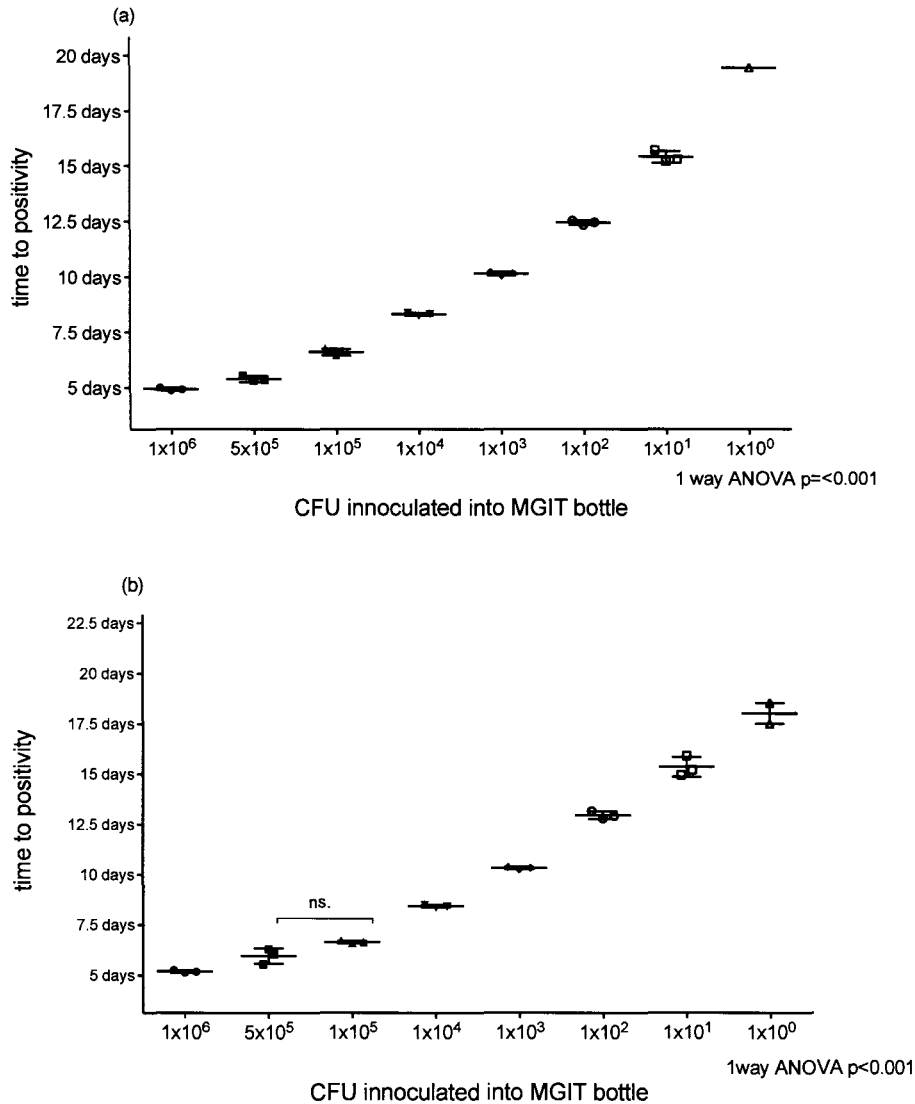 (a)
20 days
17.5 days
15 days
12.5 days
10 days
7.5 days
5 days
time to positivity
1x10⁶ 5x10⁵ 1x10⁵ 1x10⁴ 1x10³ 1x10² 1x10¹ 1x10⁰
1 way ANOVA p=<0.001
CFU innoculated into MGIT bottle
(b)
22.5 days
20 days
17.5 days
15 days
12.5 days
10 days
7.5 days
5 days
time to positivity
ns.
1x10⁶ 5x10⁵ 1x10⁵ 1x10⁴ 1x10³ 1x10² 1x10¹ 1x10⁰
1way ANOVA p<0.001
CFU innoculated into MGIT bottle